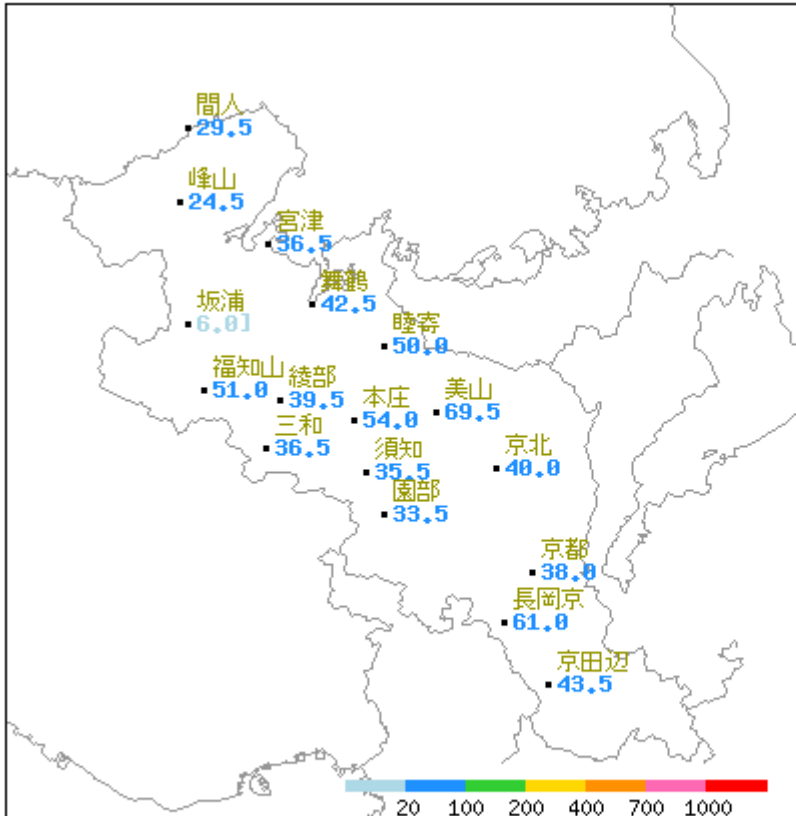 間人
29.5
峰山
24.5
宮津
36.5
舞鶴
42.5
坂浦
6.0]
睦寄
50.0
福知山
51.0
綾部
39.5
本庄
54.0
美山
69.5
三和
36.5
須知
35.5
京北
40.0
園部
33.5
京都
38.0
長岡京
61.0
京田辺
43.5
20 100 200 400 700 1000